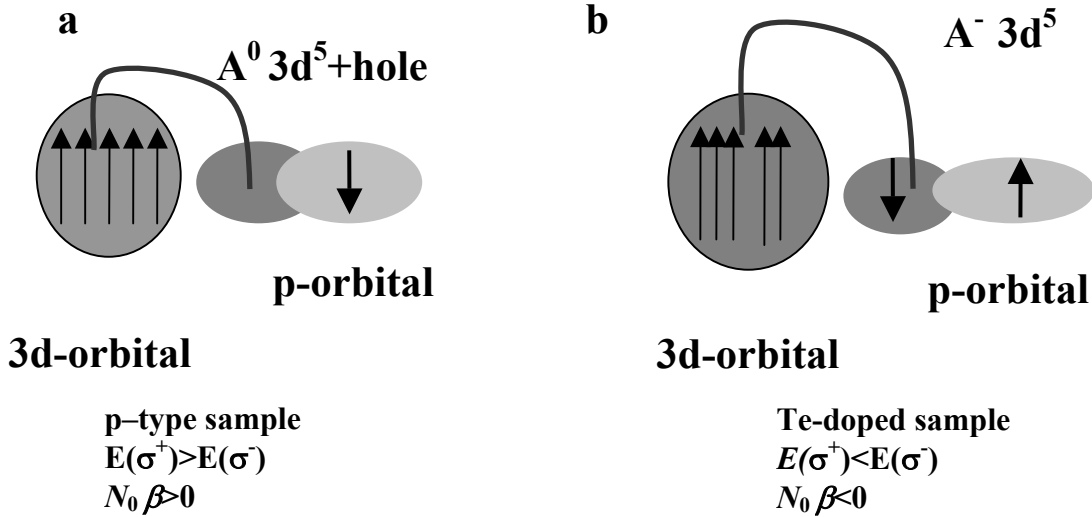 a
A⁰ 3d⁵+hole
p-orbital
3d-orbital
p–type sample
E(σ⁺)>E(σ⁻)
N₀ β>0
b
A⁻ 3d⁵
p-orbital
3d-orbital
Te-doped sample
E(σ⁺)<E(σ⁻)
N₀ β<0